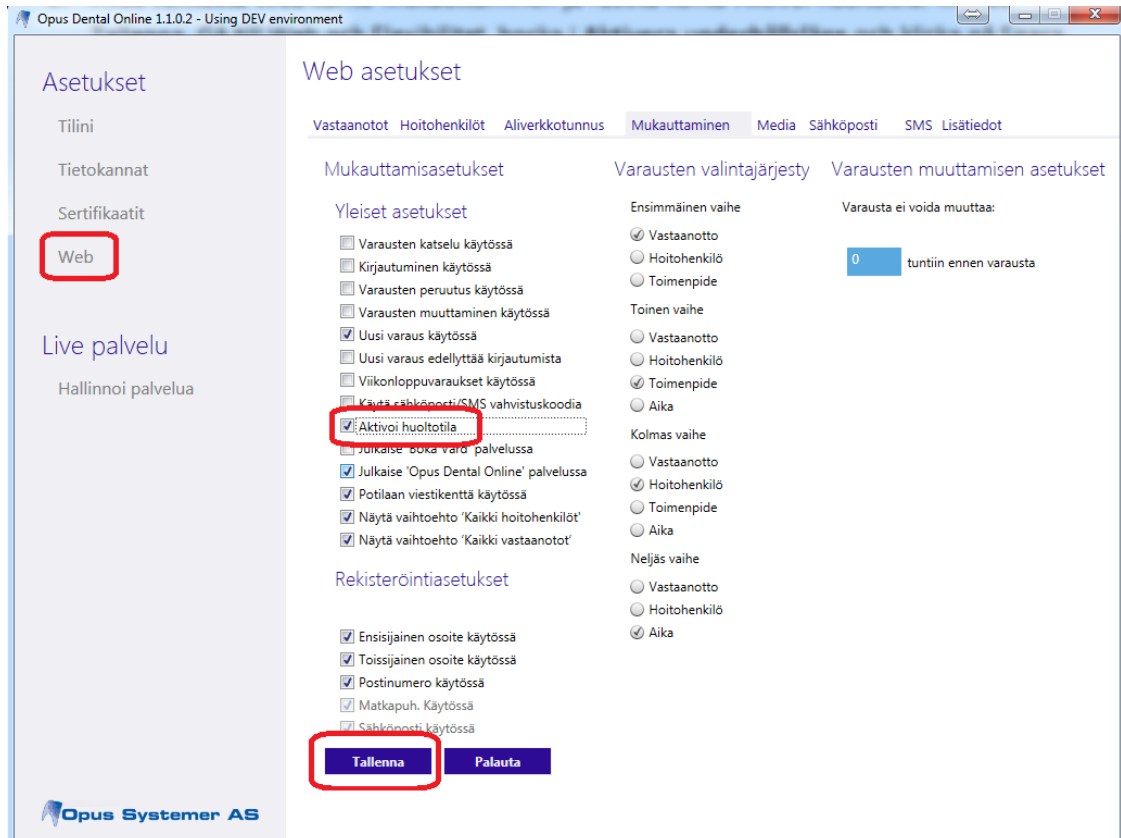 Opus Dental Online 1.1.0.2 - Using DEV environment
Asetukset
Tilini
Tietokannat
Sertifikaatit
Web
Live palvelu
Hallinnoi palvelua
Opus Systemer AS
Web asetukset
Vastaanotot Hoitohenkilöt Aliverkkotunnus Mukauttaminen Media Sähköposti SMS Lisätiedot
Mukauttamisasetukset
Yleiset asetukset
Varausten katselu käytössä
Kirjautuminen käytössä
Varausten peruutus käytössä
Varausten muuttaminen käytössä
Uusi varaus käytössä
Uusi varaus edellyttää kirjautumista
Viikonloppuvaraukset käytössä
Käytä sähköposti/SMS vahvistuskoodia
Aktivoi huoltotila
Julkaise 'Boka Vård' palvelussa
Julkaise 'Opus Dental Online' palvelussa
Potilaan viestikenttä käytössä
Näytä vaihtoehto 'Kaikki hoitohenkilöt'
Näytä vaihtoehto 'Kaikki vastaanotot'
Rekisteröintiasetukset
Ensisijainen osoite käytössä
Toissijainen osoite käytössä
Postinumero käytössä
Matkapuh. Käytössä
Sähköposti käytössä
Tallenna Palauta
Varausten valintajärjesty
Ensimmäinen vaihe
Vastaanotto
Hoitohenkilö
Toimenpide
Toinen vaihe
Vastaanotto
Hoitohenkilö
Toimenpide
Aika
Kolmas vaihe
Vastaanotto
Hoitohenkilö
Toimenpide
Aika
Neljäs vaihe
Vastaanotto
Hoitohenkilö
Aika
Varausten muuttamisen asetukset
Varausta ei voida muuttaa:
0 tuntiin ennen varausta